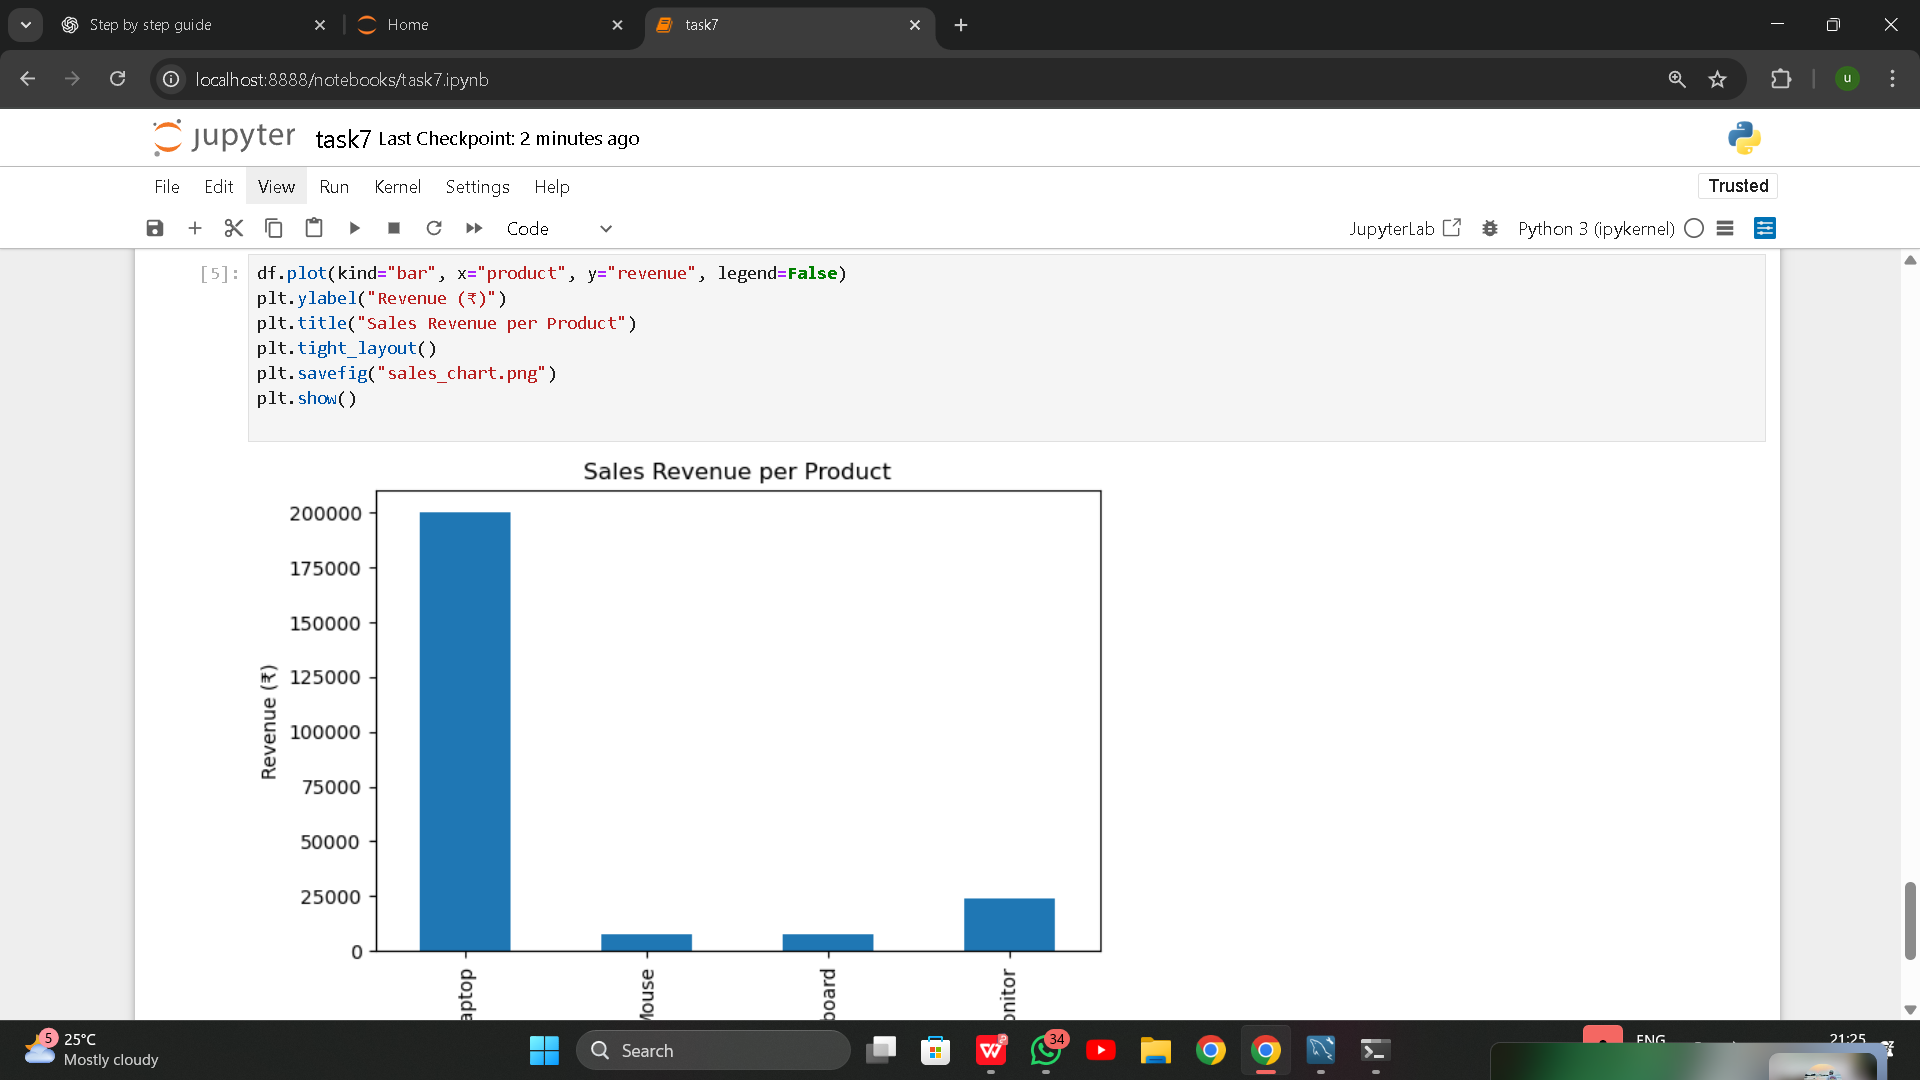 Step by step guide
Home
task7
localhost:8888/notebooks/task7.ipynb
u
jupyter task7 Last Checkpoint: 2 minutes ago
File Edit View Run Kernel Settings Help
Trusted
Code
JupyterLab
Python 3 (ipykernel)
[5]:
df.plot(kind="bar", x="product", y="revenue", legend=False)
plt.ylabel("Revenue (₹)")
plt.title("Sales Revenue per Product")
plt.tight_layout()
plt.savefig("sales_chart.png")
plt.show()
Sales Revenue per Product
200000
175000
150000
125000
100000
75000
50000
25000
0
Revenue (₹)
aptop
Mouse
board
onitor
5
25°C
Mostly cloudy
Search
34
ENG
21:25